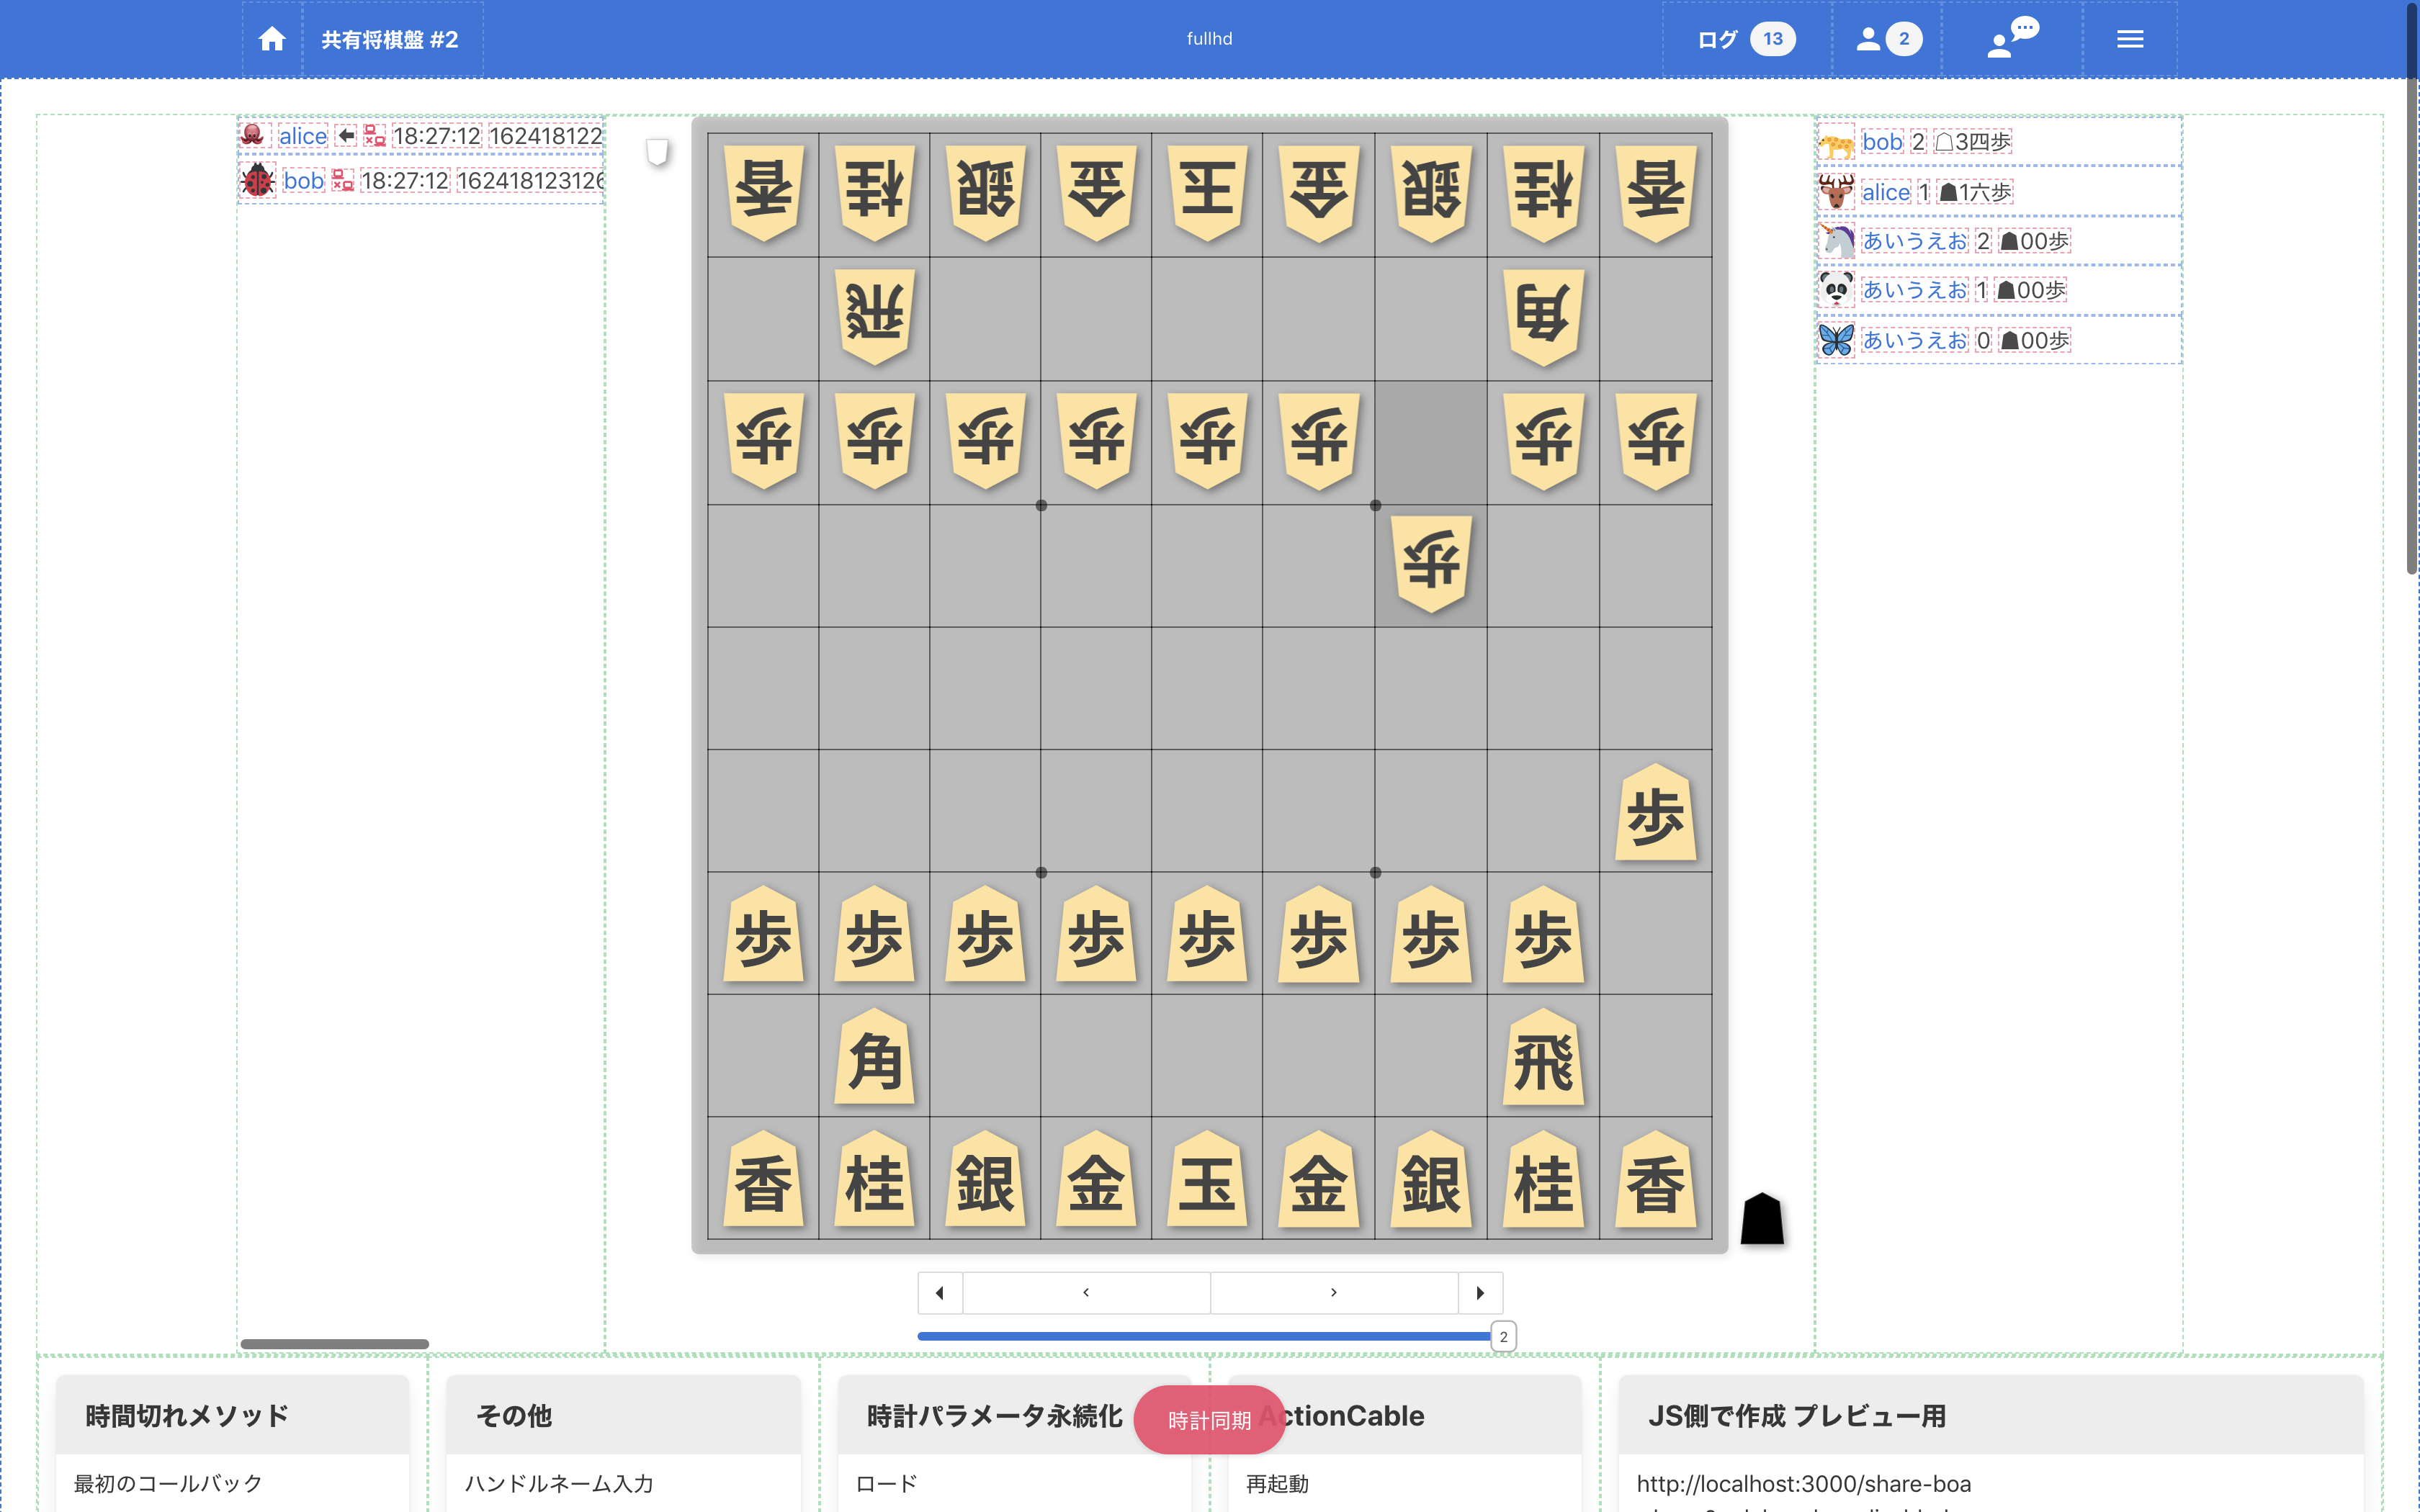 共有将棋盤 #2 fullhd ログ 13 2
alice 18:27:12 162418122
bob 18:27:12 162418123126
bob 2 ☖3四歩
alice 1 ☗1六歩
あいうえお 2 ☗00歩
あいうえお 1 ☗00歩
あいうえお 0 ☗00歩
香 桂 銀 金 玉 金 銀 桂 香
飛 角
歩 歩 歩 歩 歩 歩 歩 歩
歩
歩
歩 歩 歩 歩 歩 歩 歩 歩
角 飛
香 桂 銀 金 玉 金 銀 桂 香
2
時間切れメソッド
最初のコールバック
その他
ハンドルネーム入力
時計パラメータ永続化
ロード
時計同期
ActionCable
再起動
JS側で作成 プレビュー用
http://localhost:3000/share-boa